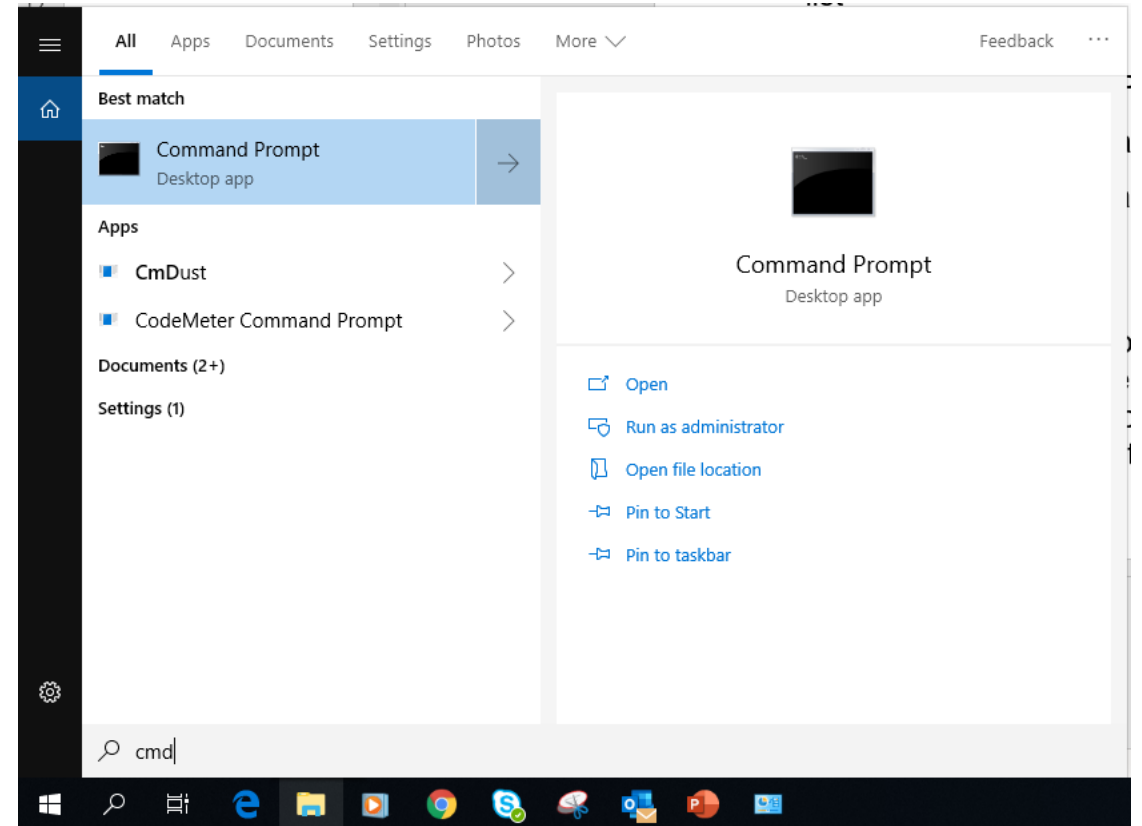 All Apps Documents Settings Photos More Feedback ...
Best match
Command Prompt
Desktop app
Apps
CmDust
CodeMeter Command Prompt
Documents (2+)
Settings (1)
Command Prompt
Desktop app
Open
Run as administrator
Open file location
Pin to Start
Pin to taskbar
cmd